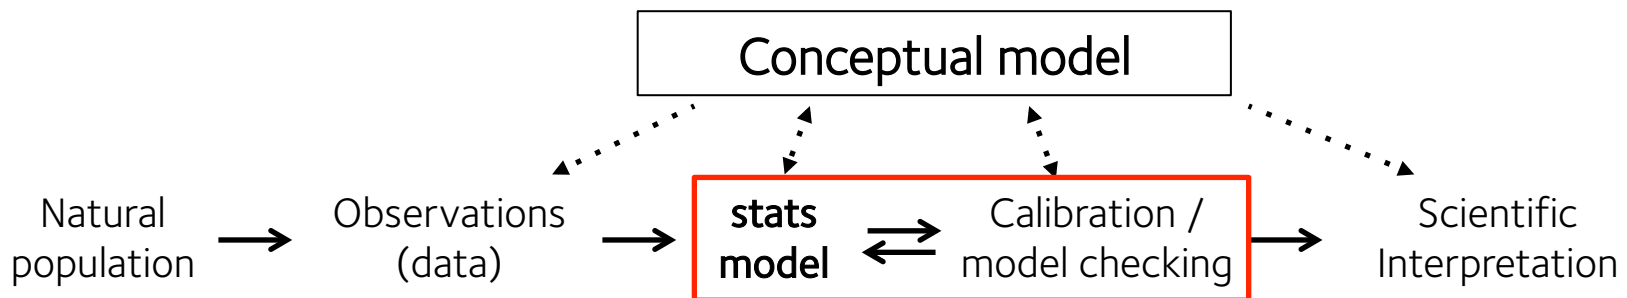 Conceptual model
Natural
population
Observations
(data)
stats
model
Calibration /
model checking
Scientific
Interpretation